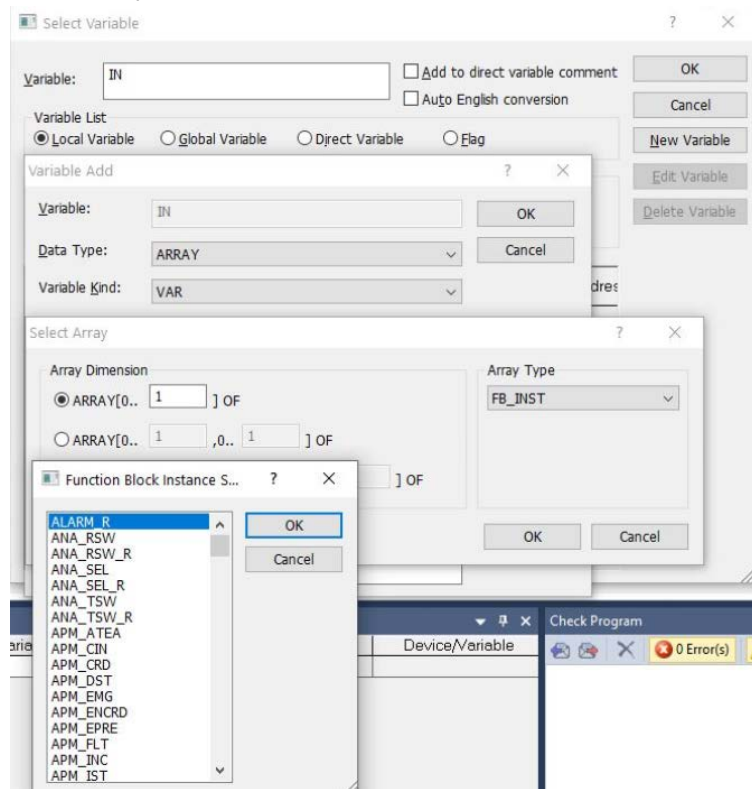 Select Variable ? ×
Variable: IN
Add to direct variable comment
OK
Auto English conversion
Cancel
Variable List
Local Variable Global Variable Direct Variable Flag
New Variable
Variable Add ? ×
Edit Variable
Variable: IN OK
Delete Variable
Data Type: ARRAY Cancel
Variable Kind: VAR
Select Array ? ×
Array Dimension
Array Type
ARRAY[0.. 1 ] OF
FB_INST
ARRAY[0.. 1 ,0.. 1 ] OF
Function Block Instance S... ? ×
] OF
ALARM_R
OK
ANA_RSW
ANA_RSW_R
Cancel
OK Cancel
ANA_SEL
ANA_SEL_R
ANA_TSW
ANA_TSW_R
APM_ATEA
APM_CIN
APM_CRD
APM_DST
APM_EMG
APM_ENCRD
APM_EPRE
APM_FLT
APM_INC
APM_IST
Device/Variable
Check Program
0 Error(s)